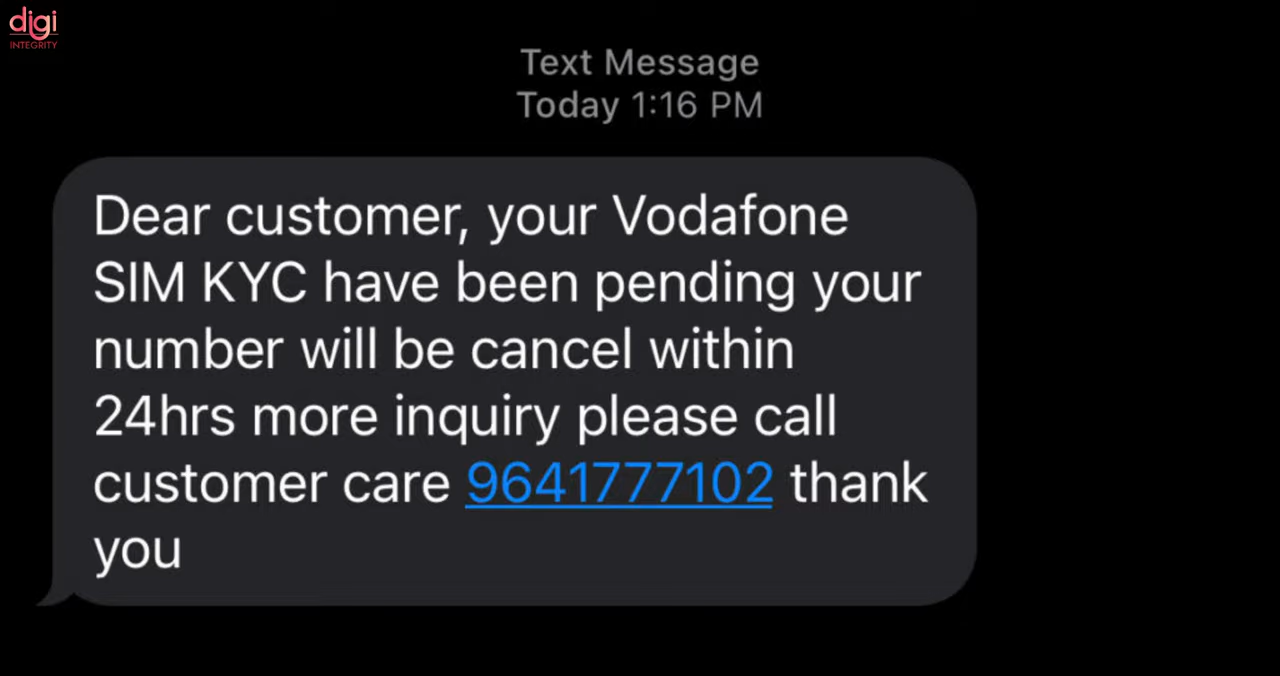 digi
INTEGRITY
Text Message
Today 1:16 PM
Dear customer, your Vodafone
SIM KYC have been pending your
number will be cancel within
24hrs more inquiry please call
customer care 9641777102 thank
you